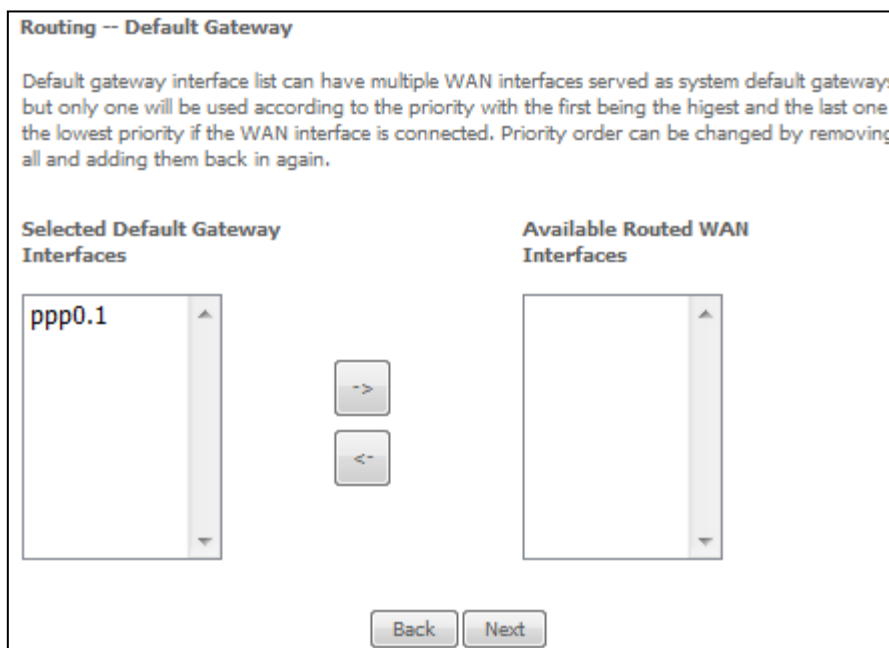 Routing -- Default Gateway
Default gateway interface list can have multiple WAN interfaces served as system default gateways
but only one will be used according to the priority with the first being the higest and the last one
the lowest priority if the WAN interface is connected. Priority order can be changed by removing
all and adding them back in again.
Selected Default Gateway
Interfaces
Available Routed WAN
Interfaces
ppp0.1
->
<-
Back
Next